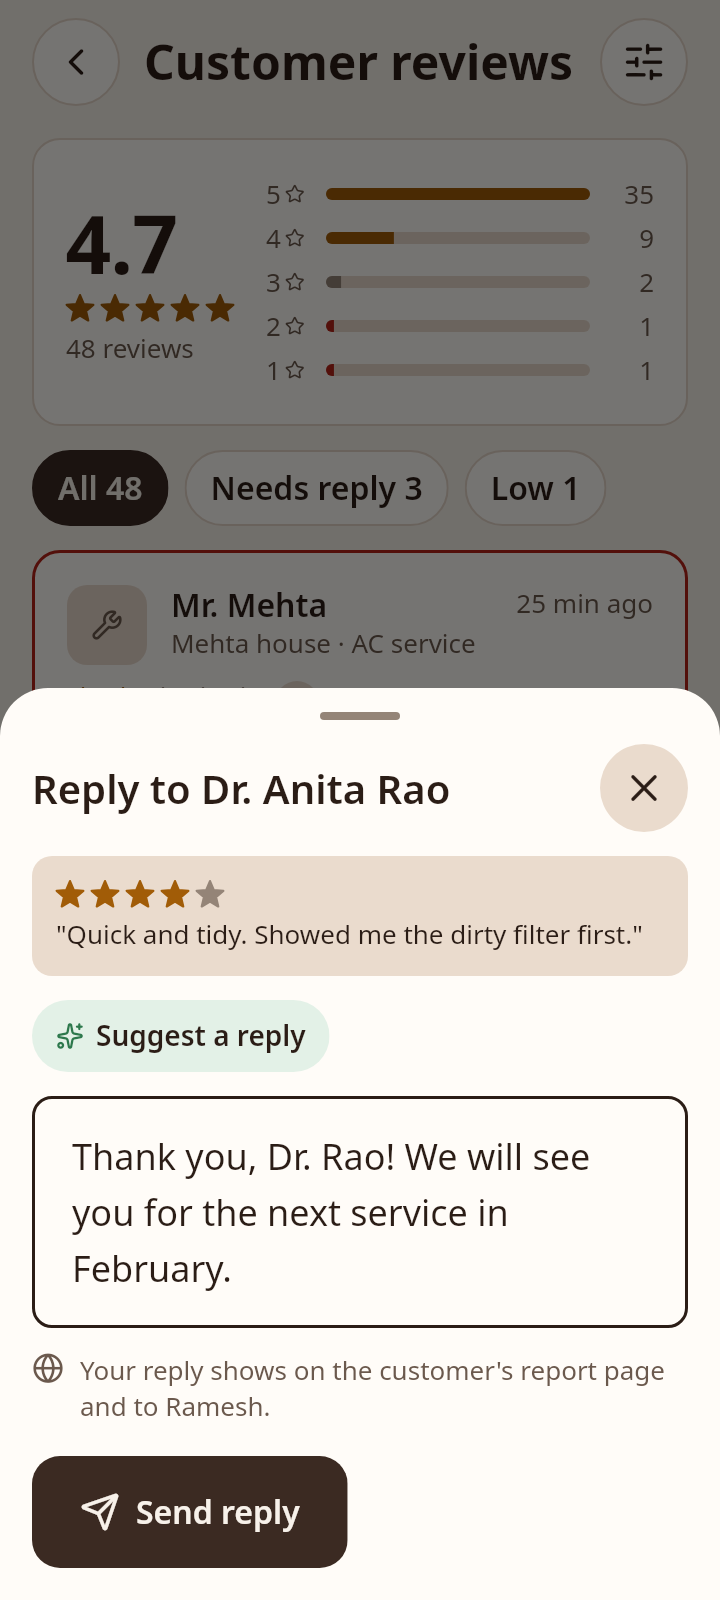 Customer reviews
4.7
48 reviews
5 35
4 9
3 2
2 1
1 1
All 48
Needs reply 3
Low 1
Mr. Mehta
25 min ago
Mehta house · AC service
Reply to Dr. Anita Rao
"Quick and tidy. Showed me the dirty filter first."
Suggest a reply
Thank you, Dr. Rao! We will see
you for the next service in
February.
Your reply shows on the customer's report page
and to Ramesh.
Send reply